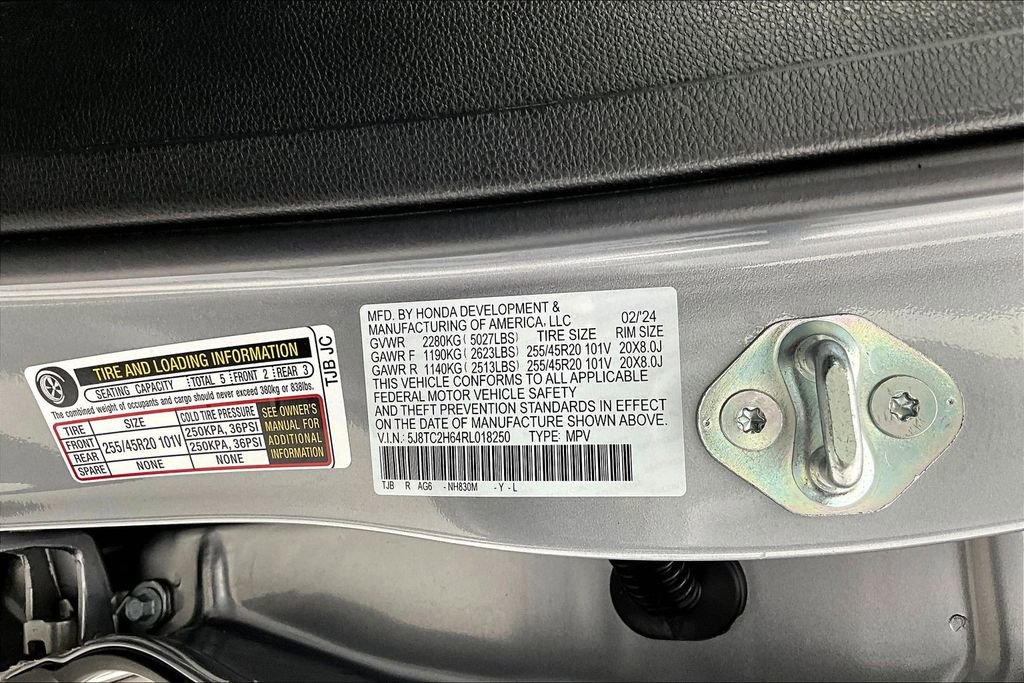 TIRE AND LOADING INFORMATION
SEATING CAPACITY TOTAL 5 FRONT 2 REAR 3
The combined weight of occupants and cargo should never exceed 380kg or 838lbs.
TIRE SIZE COLD TIRE PRESSURE
FRONT 255/45R20 101V 250KPA, 36PSI
REAR 250KPA, 36PSI
SPARE NONE NONE
SEE OWNER'S
MANUAL FOR
ADDITIONAL
INFORMATION
TJB JC
MFD. BY HONDA DEVELOPMENT &
MANUFACTURING OF AMERICA, LLC 02/24
GVWR 2280KG (5027LBS) TIRE SIZE RIM SIZE
GAWR F 1190KG (2623LBS) 255/45R20 101V 20X8.0J
GAWR R 1140KG (2513LBS) 255/45R20 101V 20X8.0J
THIS VEHICLE CONFORMS TO ALL APPLICABLE
FEDERAL MOTOR VEHICLE SAFETY
AND THEFT PREVENTION STANDARDS IN EFFECT
ON THE DATE OF MANUFACTURE SHOWN ABOVE.
V.I.N.: 5J8TC2H64RL018250 TYPE: MPV
TJB R AG6 -NH830M -Y-L